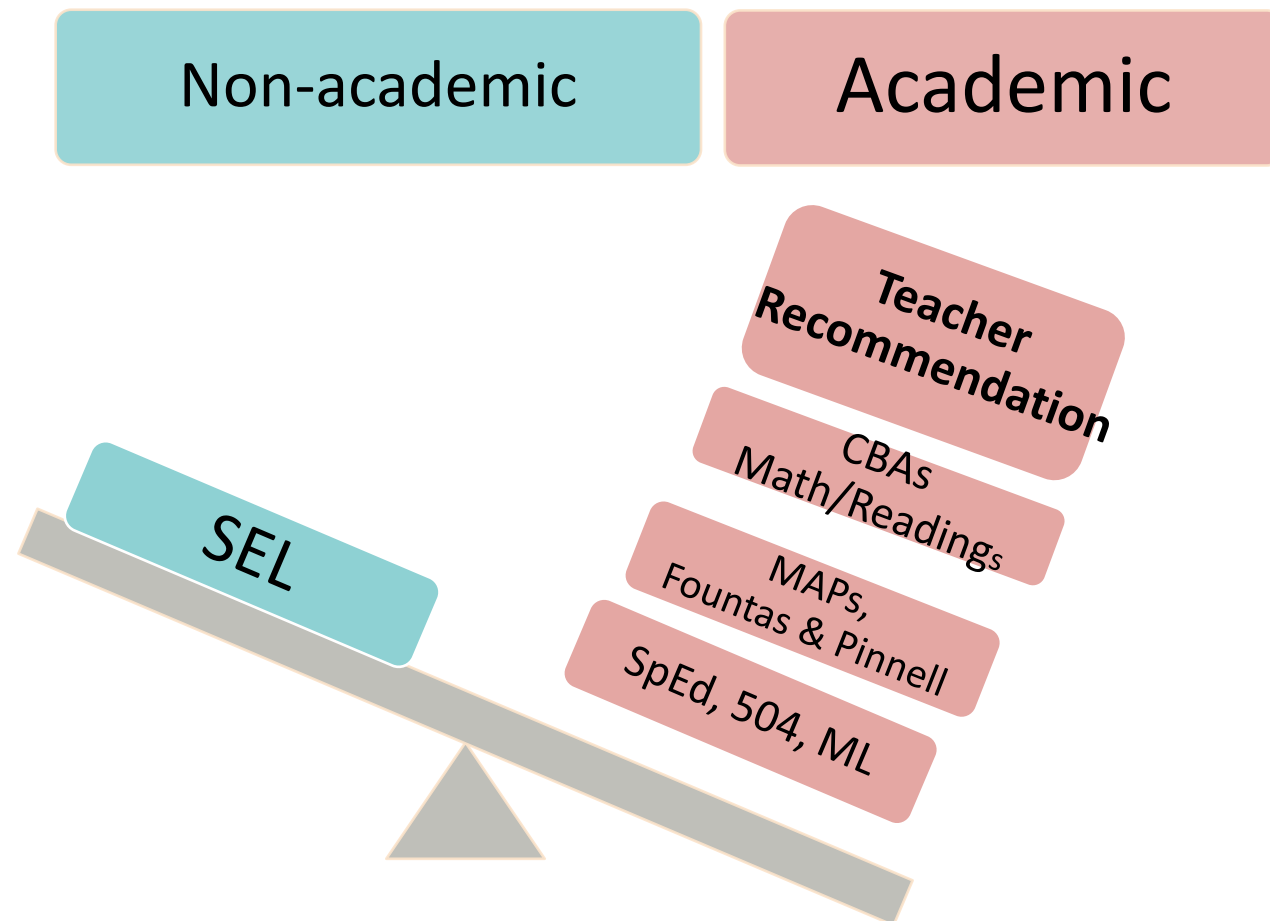 Non-academic
Academic
Teacher
Recommendation
CBAs
Math/Readings
MAPs,
Fountas & Pinnell
SpEd, 504, ML
SEL